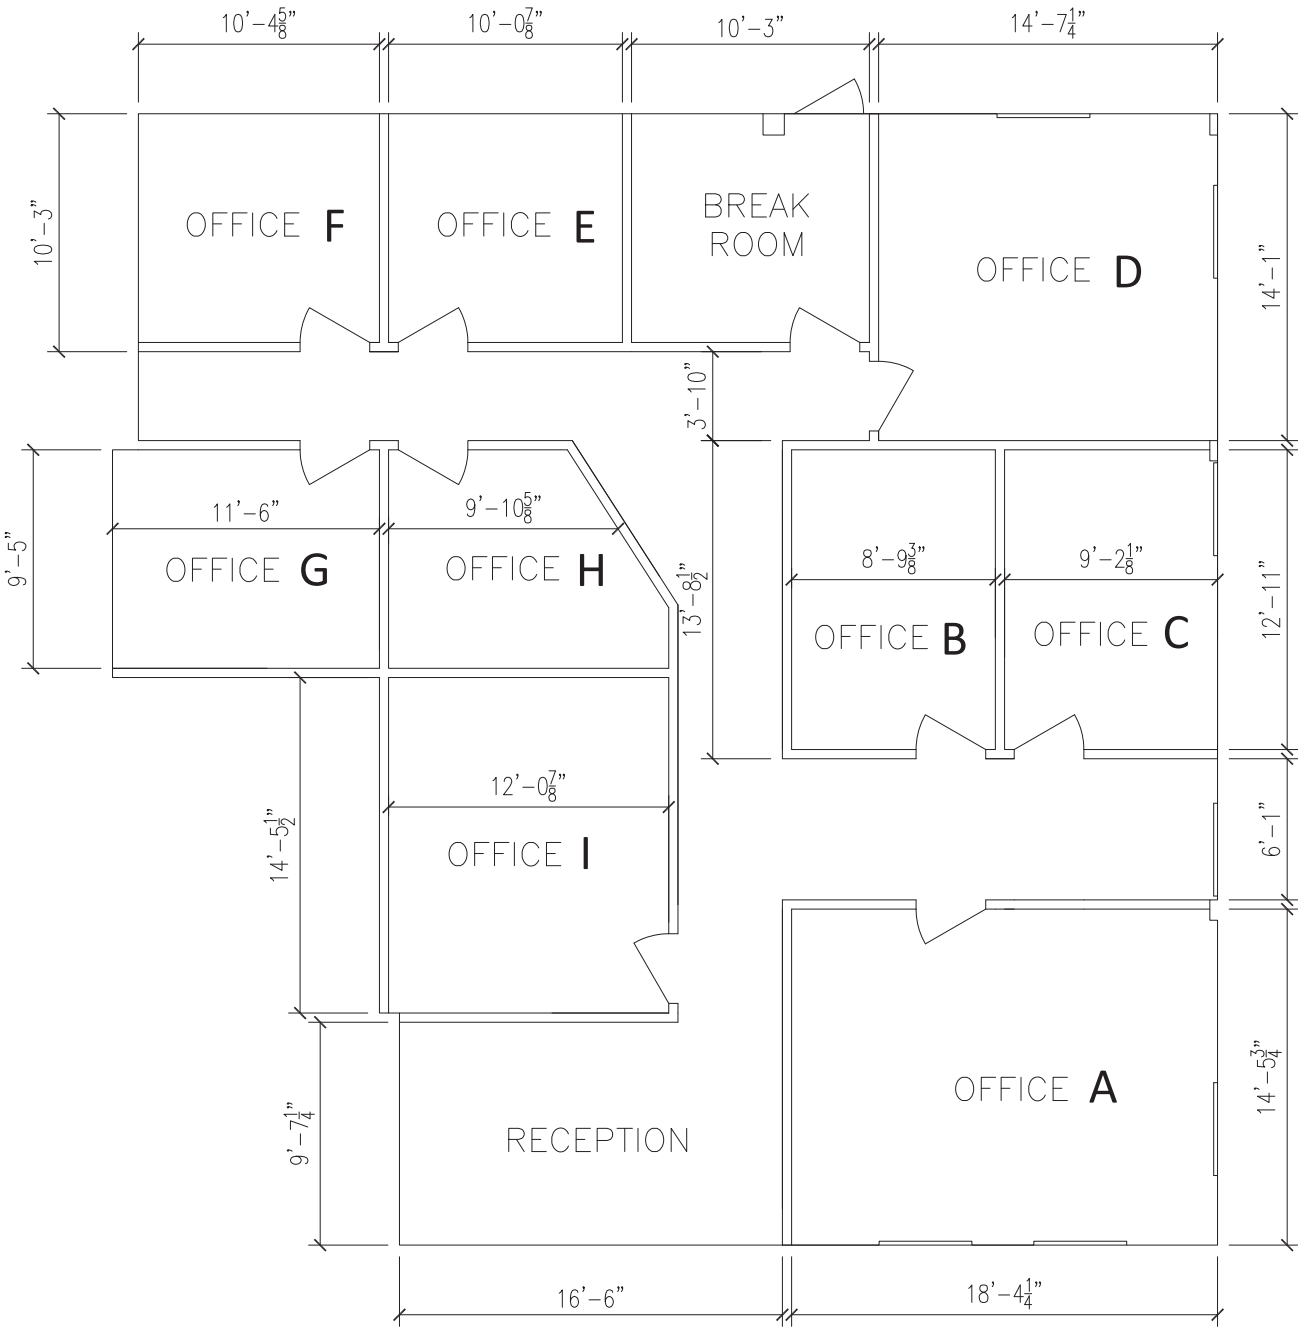 10'-4⅝" 10'-0⅞" 10'-3" 14'-7¼"
10'-3"
OFFICE F
OFFICE E
BREAK
ROOM
OFFICE D
14'-1"
3'-10"
9'-5"
11'-6"
OFFICE G
9'-10⅝"
OFFICE H
13'-8½"
8'-9⅜"
OFFICE B
9'-2⅛"
OFFICE C
12'-11"
14'-5½"
12'-0⅞"
OFFICE I
6'-1"
9'-7¼"
RECEPTION
OFFICE A
14'-5¾"
16'-6" 18'-4¼"